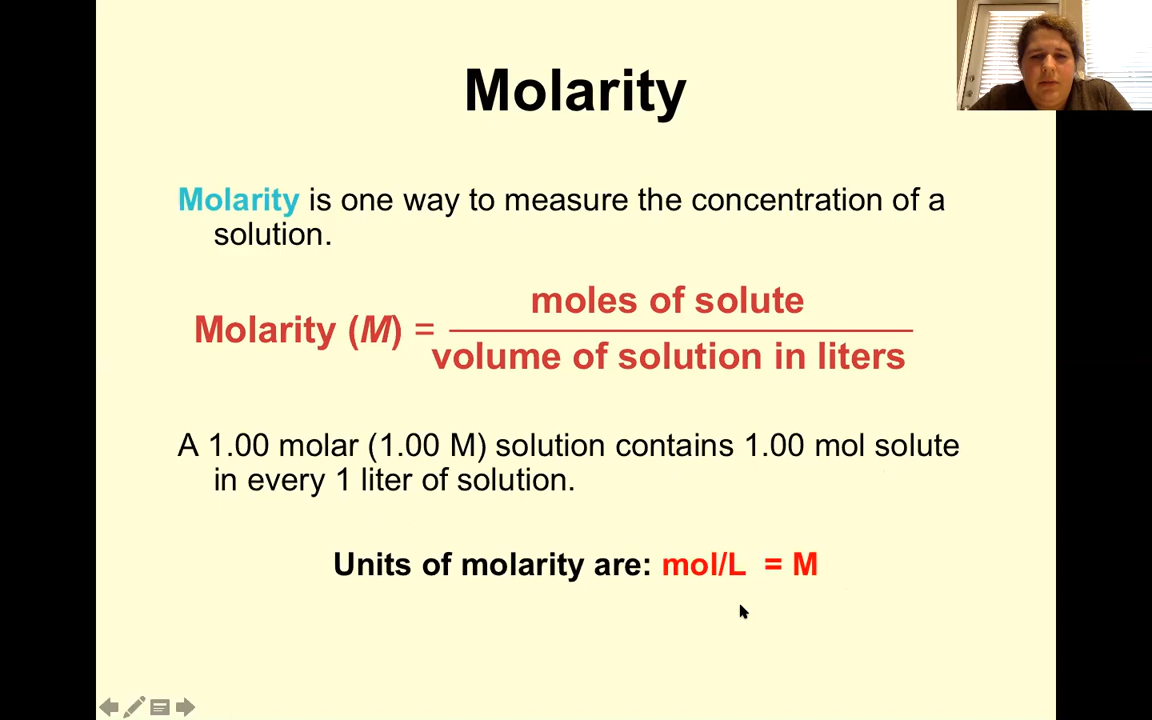 Molarity
Molarity is one way to measure the concentration of a
solution.
moles of solute
Molarity (M) =
volume of solution in liters
A 1.00 molar (1.00 M) solution contains 1.00 mol solute
in every 1 liter of solution.
Units of molarity are: mol/L = M